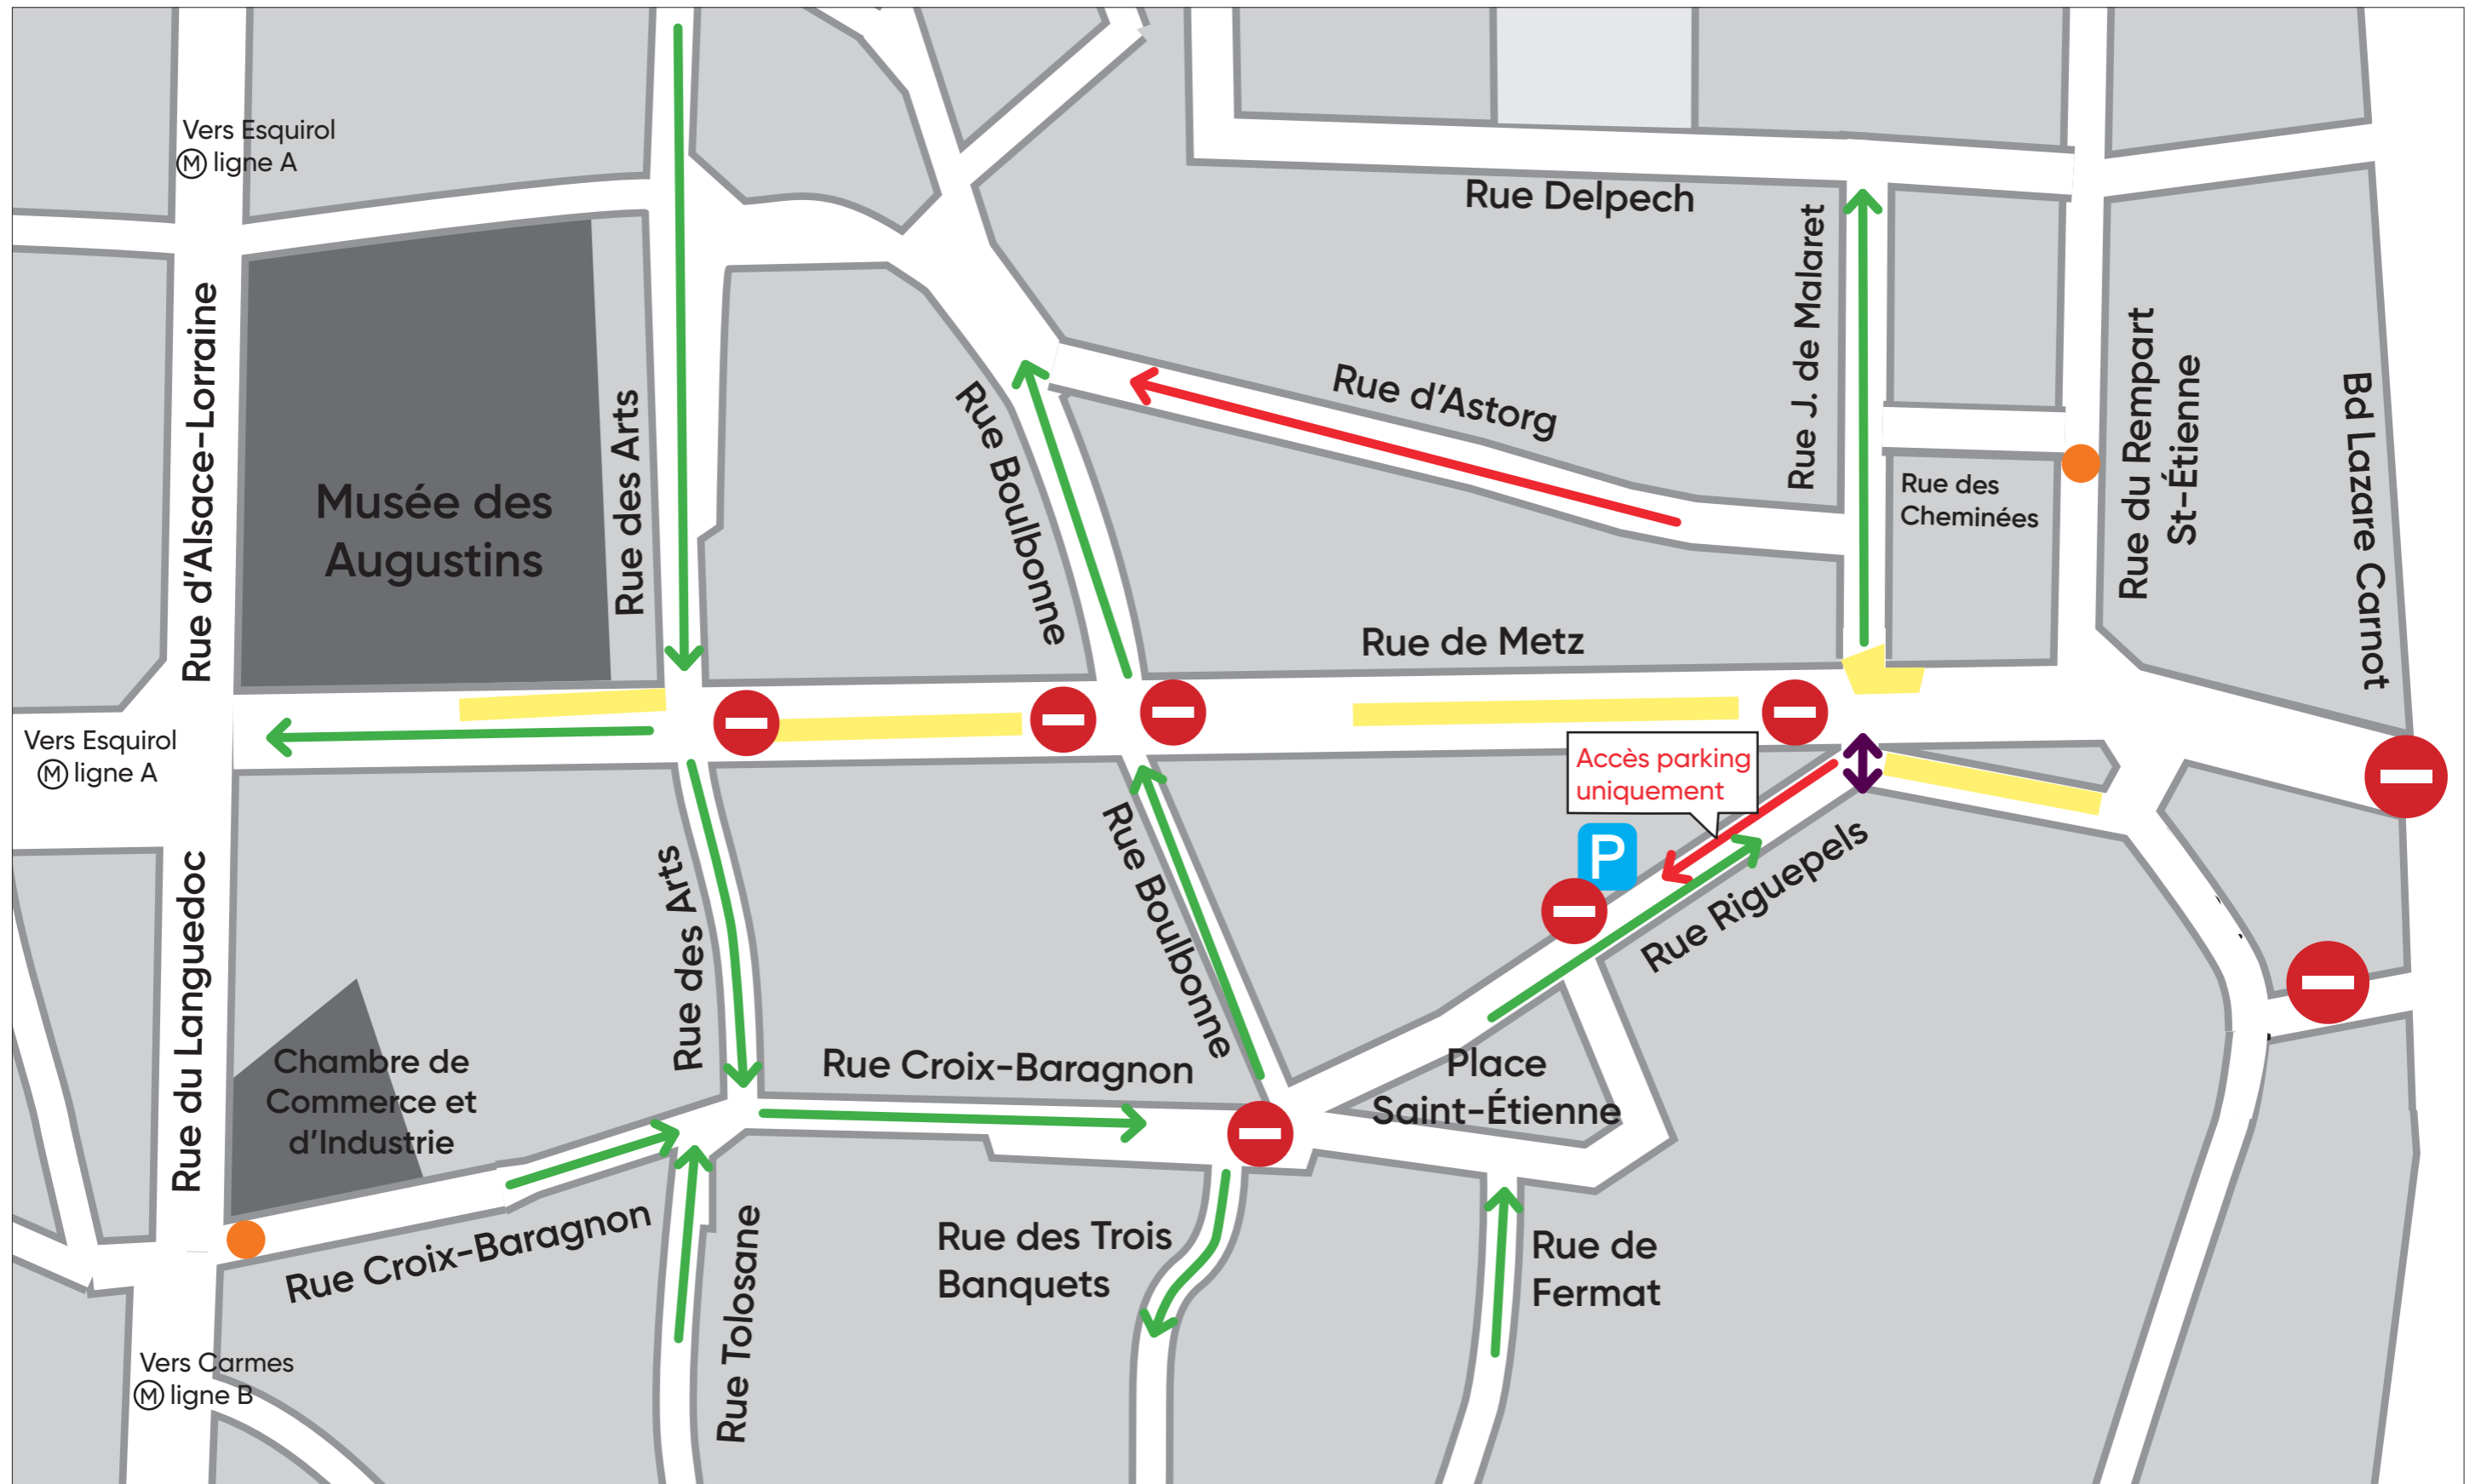 Vers Esquirol
M ligne A
Rue Delpech
Rue J. de Malaret
Rue d'Alsace-Lorraine
Rue des Arts
Musée des
Augustins
Rue Boulbonne
Rue d'Astorg
Rue des
Cheminées
Rue du Rempart
St-Étienne
Bd Lazare Carnot
Rue de Metz
Vers Esquirol
M ligne A
Accès parking
uniquement
P
Rue Riguepels
Rue du Languedoc
Rue des Arts
Rue Boulbonne
Chambre de
Commerce et
d'Industrie
Rue Croix-Baragnon
Place
Saint-Étienne
Rue Croix-Baragnon
Rue Tolosane
Rue des Trois
Banquets
Rue de
Fermat
Vers Carmes
M ligne B